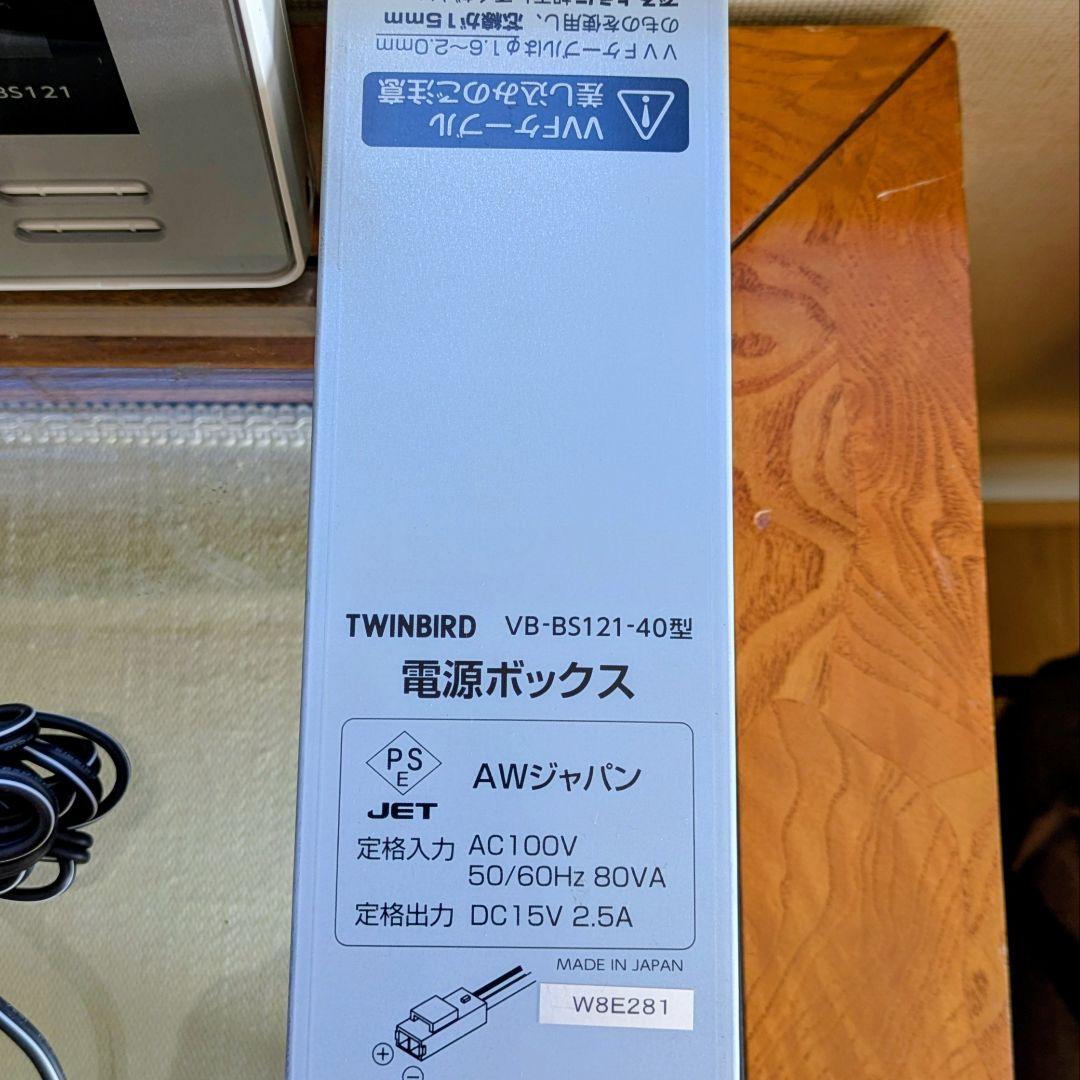 BS121
VVFケーブル
差し込みのご注意
VVFケーブルはφ1.6~2.0mm
のものを使用し、芯線が15mm
TWINBIRD VB-BS121-40型
電源ボックス
PS
E
JET
AWジャパン
定格入力 AC100V
50/60Hz 80VA
定格出力 DC15V 2.5A
MADE IN JAPAN
W8E281
+
−